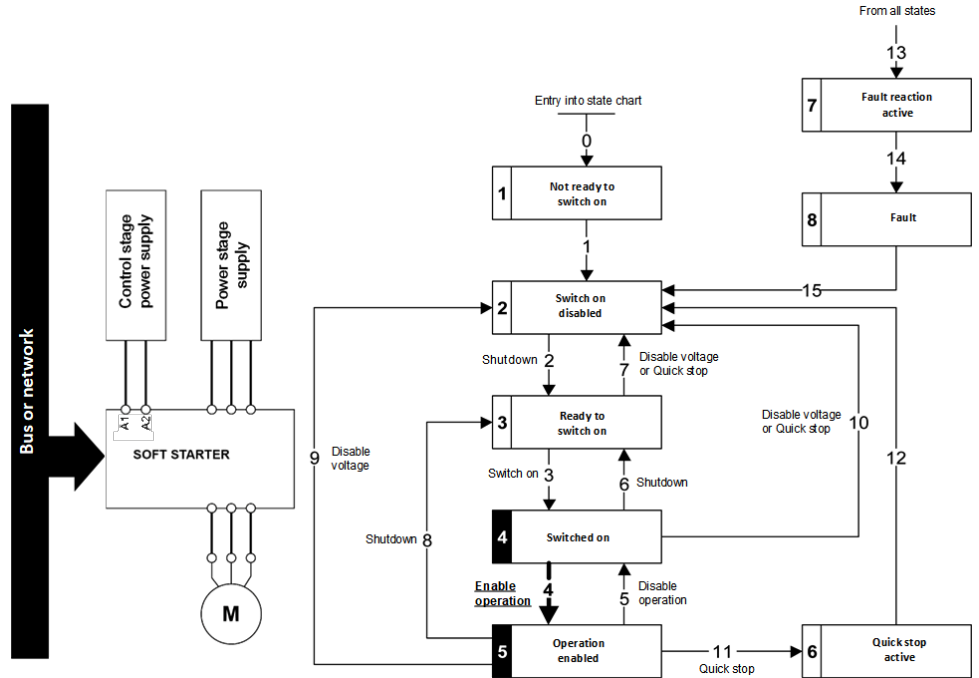 From all states
13
7
Fault reaction
active
14
8
Fault
15
Entry into state chart
0
1
Not ready to
switch on
1
2
Switch on
disabled
Shutdown
2
7
Disable voltage
or Quick stop
3
Ready to
switch on
Switch on
3
6
Shutdown
4
Switched on
Enable
operation
4
5
Disable
operation
5
Operation
enabled
11
Quick stop
6
Quick stop
active
Disable voltage
or Quick stop
10
12
9
Disable
voltage
Shutdown
8
Bus or network
Control stage
power supply
Power stage
supply
A1
A2
SOFT STARTER
M